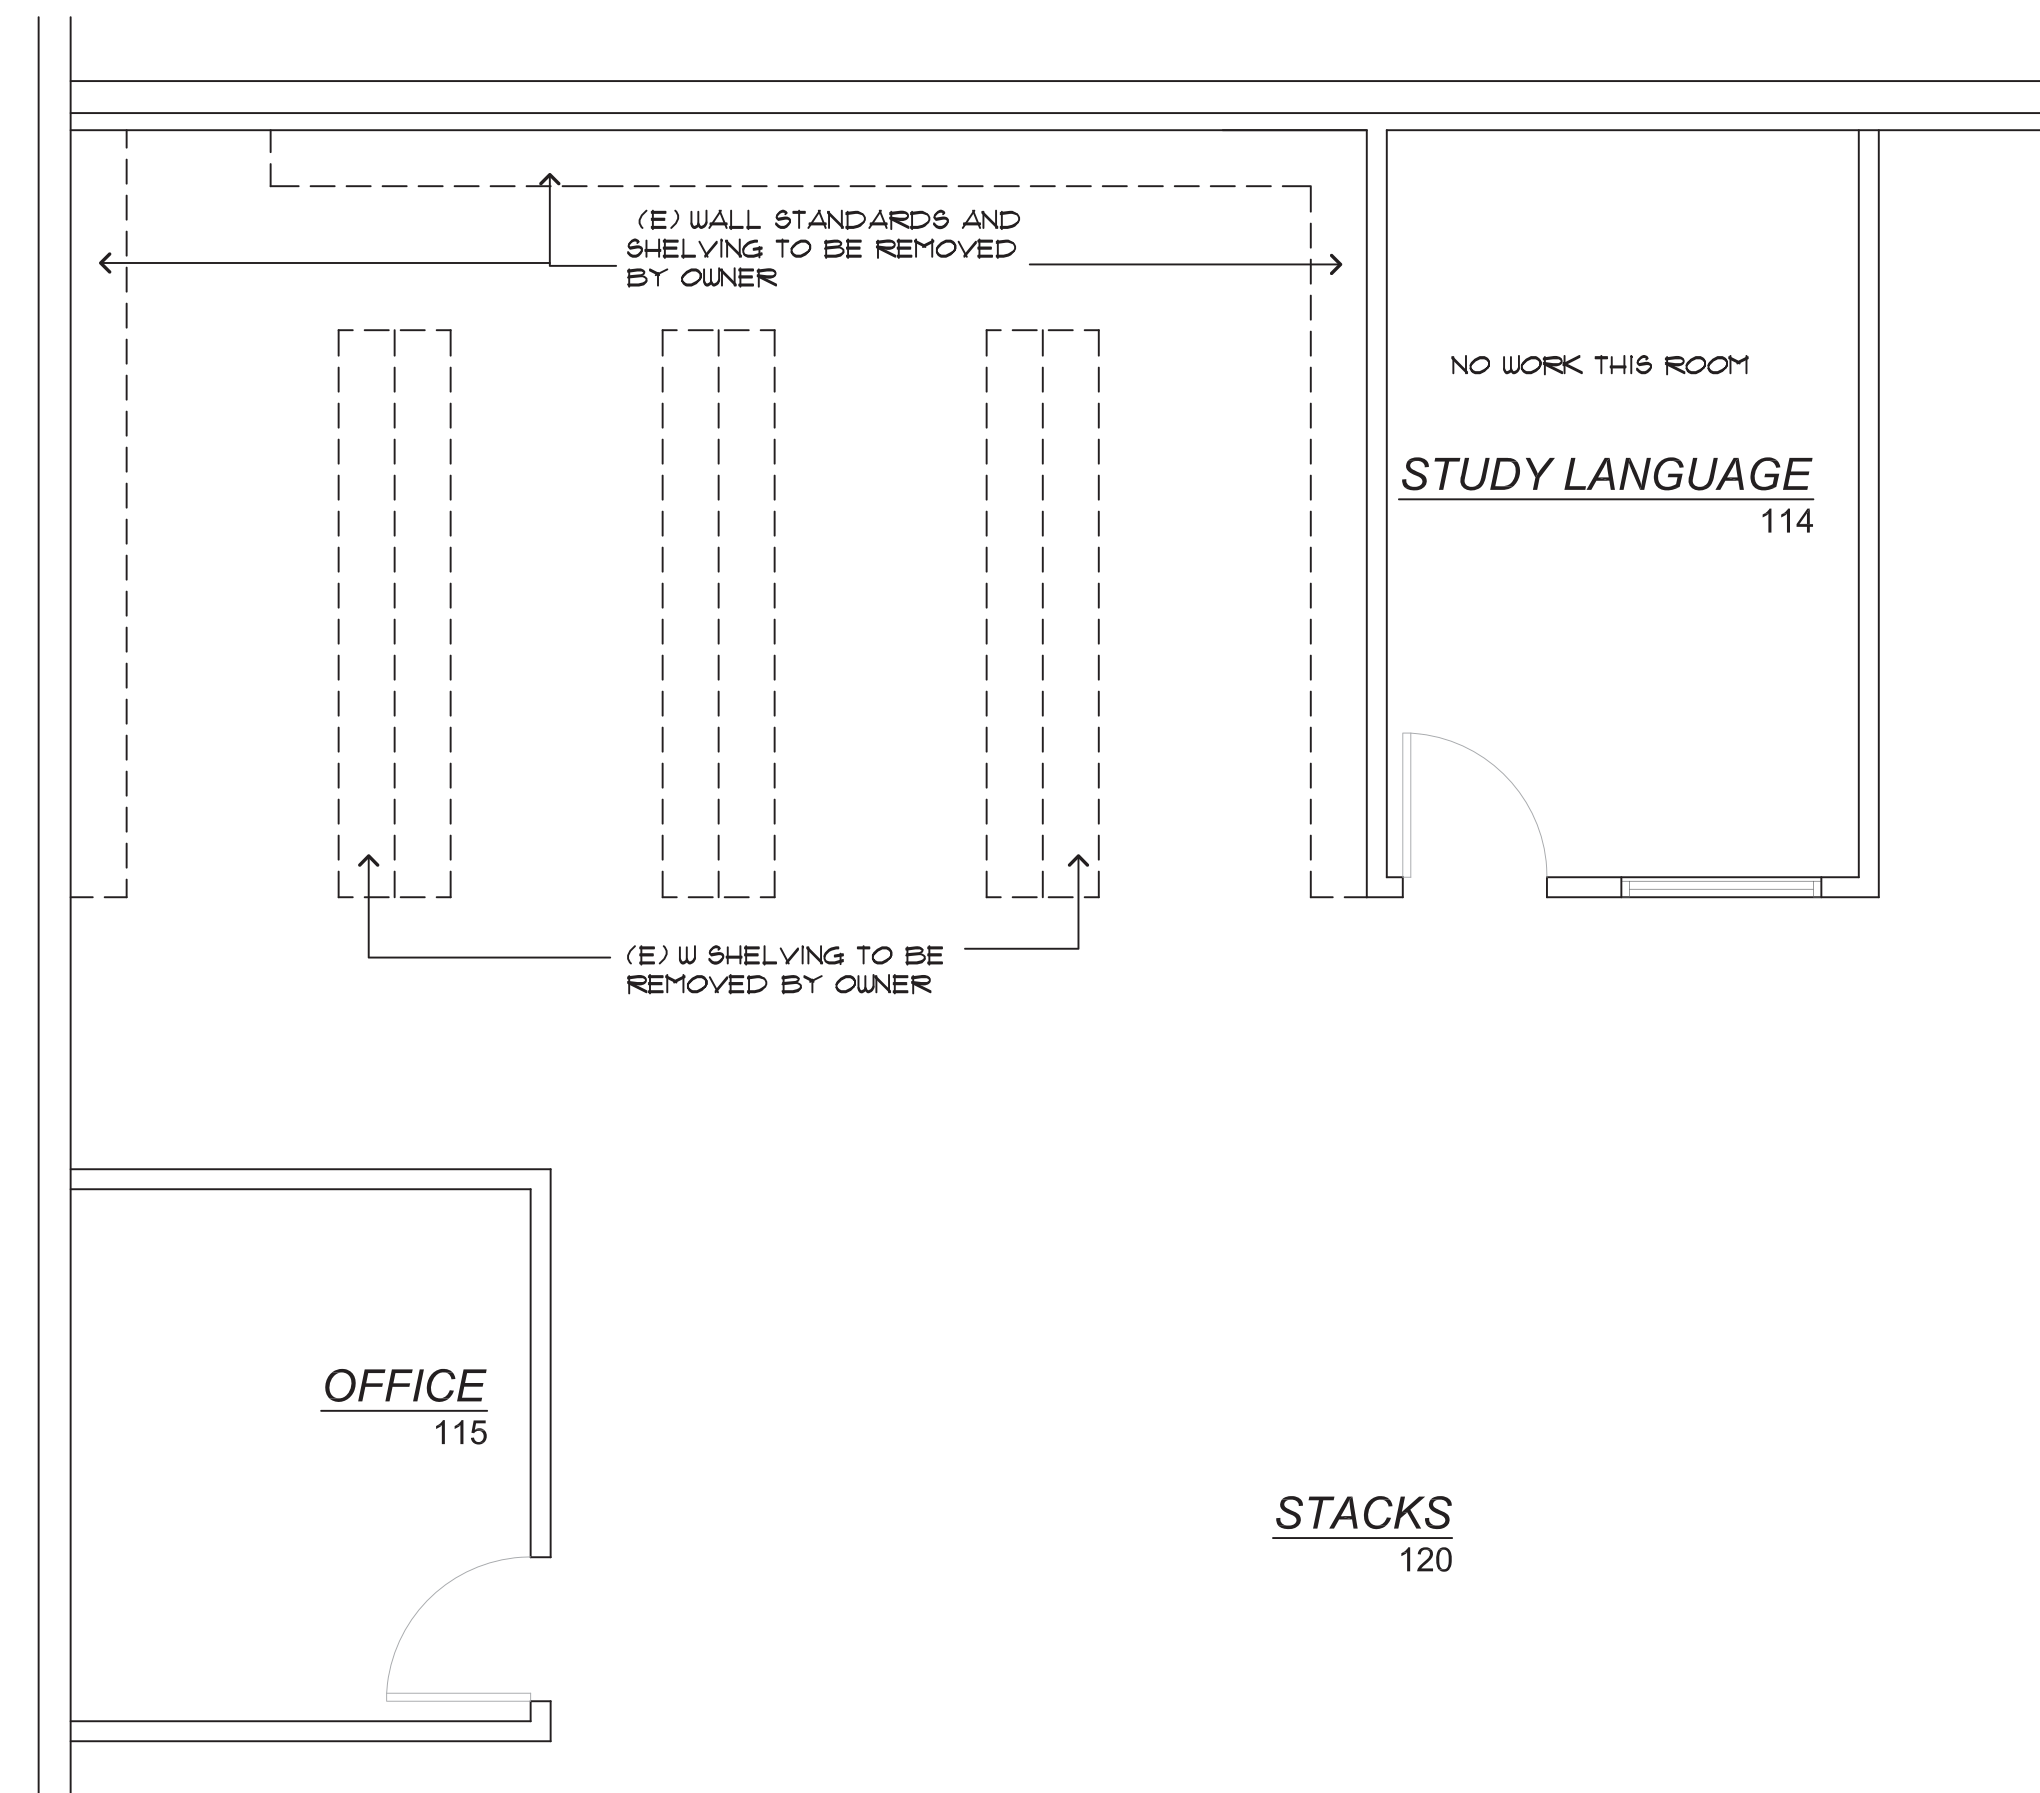 (E) WALL STANDARDS AND
SHELVING TO BE REMOVED
BY OWNER
NO WORK THIS ROOM
STUDY LANGUAGE
114
(E) W SHELVING TO BE
REMOVED BY OWNER
OFFICE
115
STACKS
120